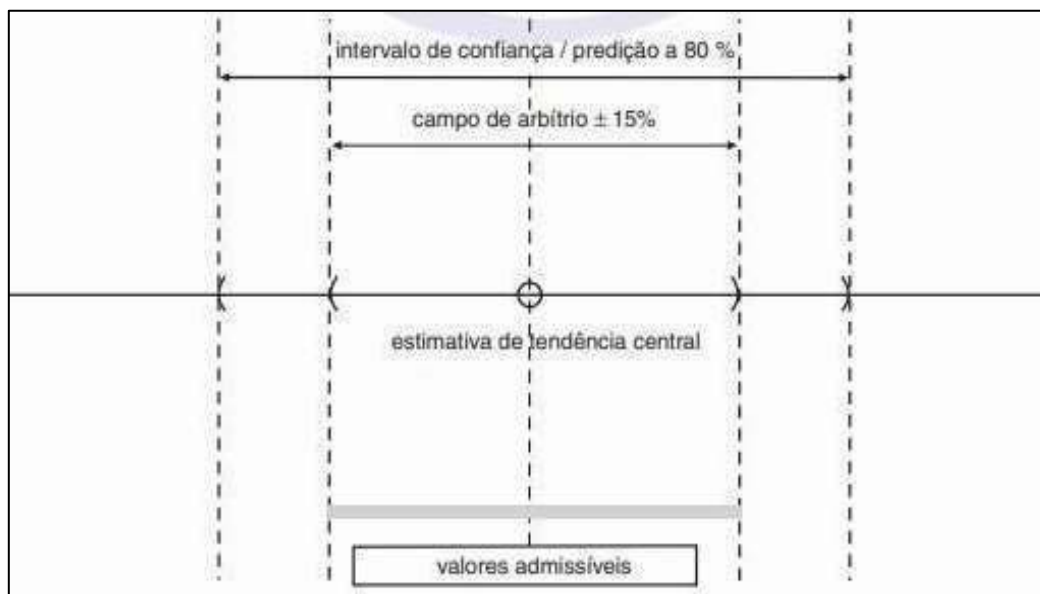 intervalo de confiança / predição a 80 %
campo de arbítrio ± 15%
estimativa de tendência central
valores admissíveis